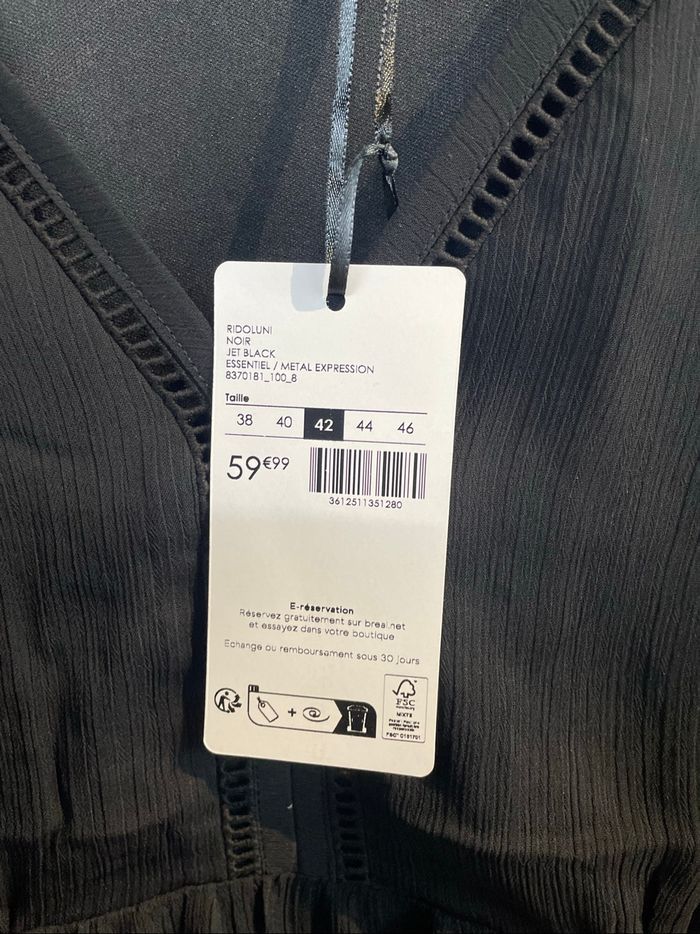 RIDOLUNI
NOIR
JET BLACK
ESSENTIEL / METAL EXPRESSION
8370181_100_8
Taille
38 40 42 44 46
59€99
3612511351280
E-réservation
Réservez gratuitement sur breal.net
et essayez dans votre boutique
Echange ou remboursement sous 30 jours
+
FSC
MIXTE